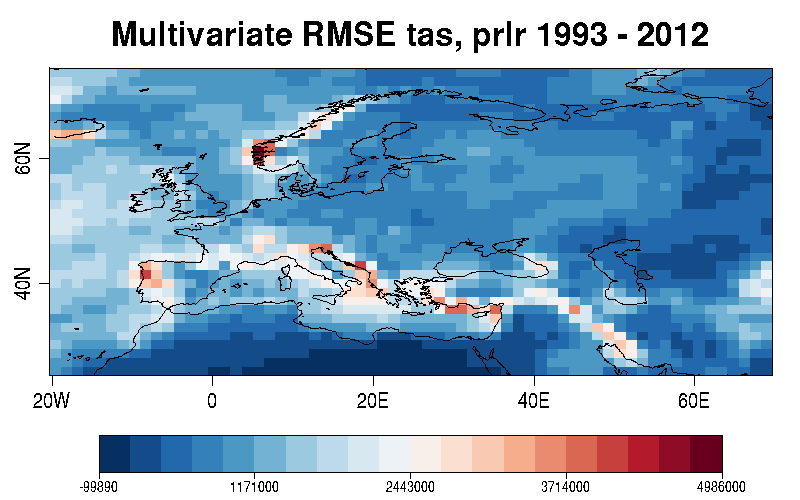 Multivariate RMSE tas, prlr 1993 - 2012
60N
40N
20W 0 20E 40E 60E
-99890 1171000 2443000 3714000 4986000